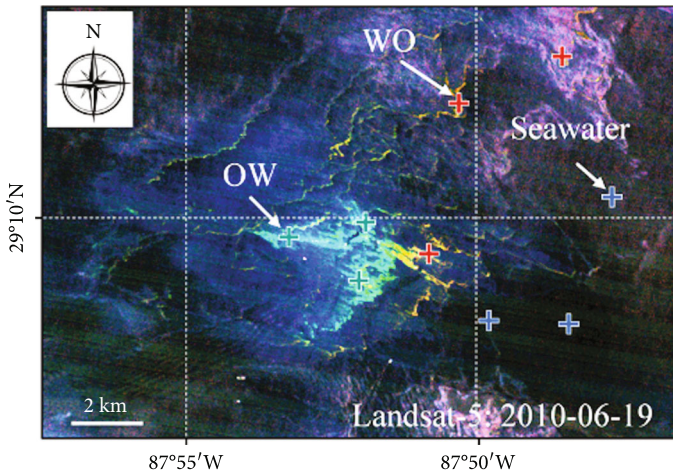 N
WO
Seawater
OW
29°10′N
2 km
Landsat-5: 2010-06-19
87°55′W
87°50′W